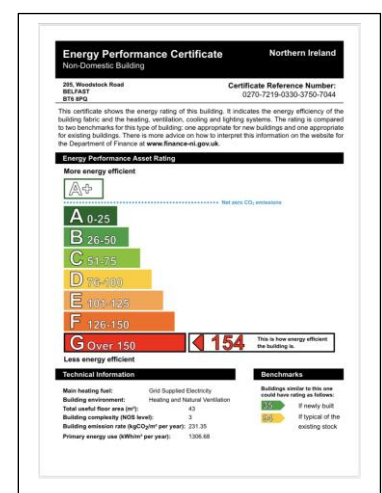 Energy Performance Certificate
Northern Ireland
Non-Domestic Building
205, Woodstock Road
BELFAST
BT6 8PQ
Certificate Reference Number:
0270-7219-0330-3750-7044
This certificate shows the energy rating of this building. It indicates the energy efficiency of the
building fabric and the heating, ventilation, cooling and lighting systems. The rating is compared
to two benchmarks for this type of building: one appropriate for new buildings and one appropriate
for existing buildings. There is more advice on how to interpret this information on the website for
the Department of Finance at www.finance-ni.gov.uk.
Energy Performance Asset Rating
More energy efficient
A+
Net zero CO₂ emissions
A 0-25
B 26-50
C 51-75
D 76-100
E 101-125
F 126-150
G Over 150
154
This is how energy efficient
the building is.
Less energy efficient
Technical Information
Main heating fuel: Grid Supplied Electricity
Building environment: Heating and Natural Ventilation
Total useful floor area (m²): 43
Building complexity (NOS level): 3
Building emission rate (kgCO₂/m² per year): 231.35
Primary energy use (kWh/m² per year): 1306.68
Benchmarks
Buildings similar to this one
could have rating as follows:
If newly built
If typical of the
existing stock